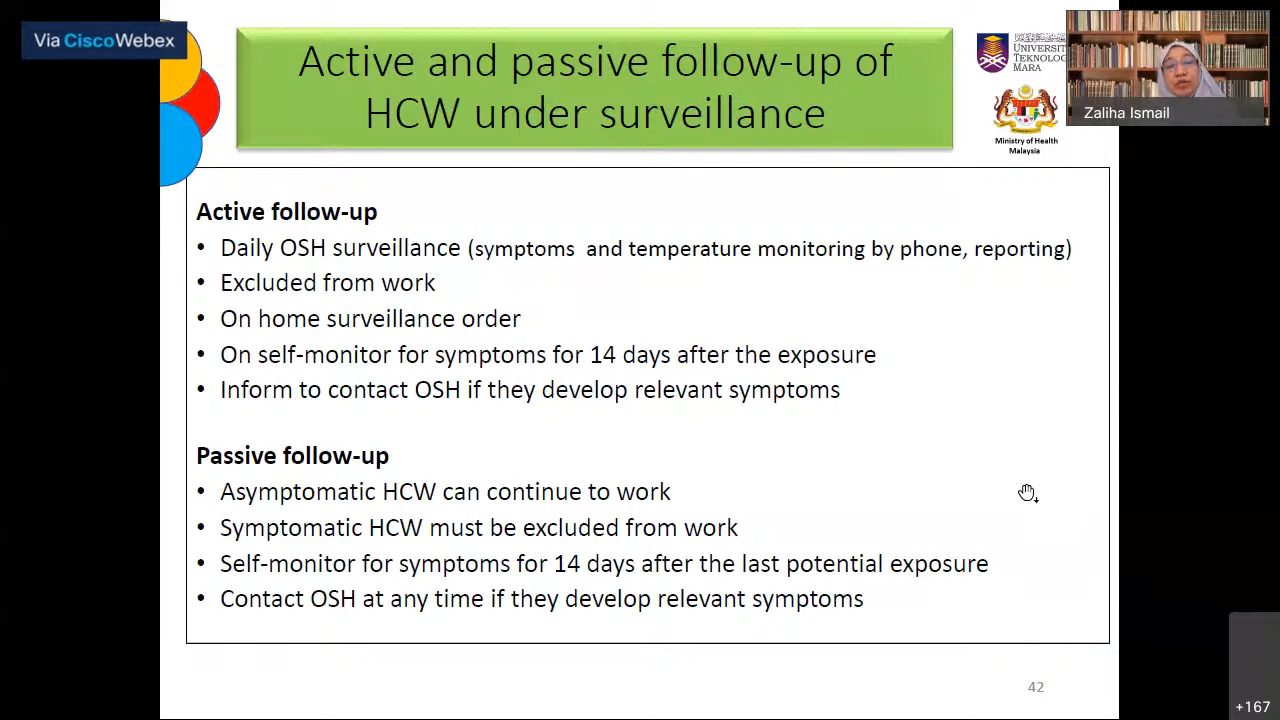 Via CiscoWebex
Active and passive follow-up of
HCW under surveillance
UNIVERSIT
TEKNOLOG
MARA
Ministry of Health
Malaysia
Zaliha Ismail
Active follow-up
• Daily OSH surveillance (symptoms and temperature monitoring by phone, reporting)
• Excluded from work
• On home surveillance order
• On self-monitor for symptoms for 14 days after the exposure
• Inform to contact OSH if they develop relevant symptoms
Passive follow-up
• Asymptomatic HCW can continue to work
• Symptomatic HCW must be excluded from work
• Self-monitor for symptoms for 14 days after the last potential exposure
• Contact OSH at any time if they develop relevant symptoms
42
+167